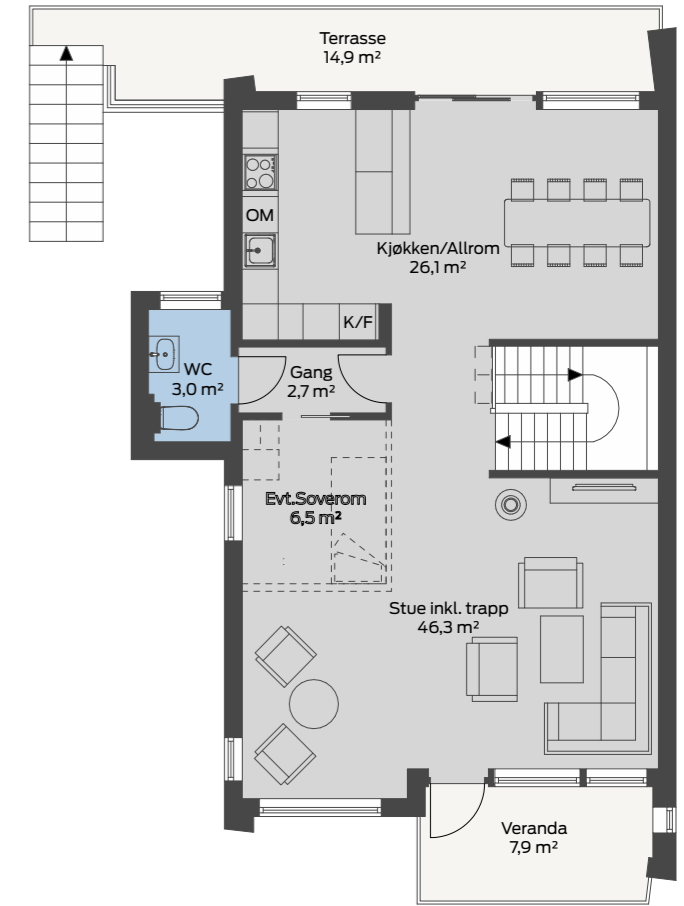 Terrasse
14,9 m²
OM
Kjøkken/Allrom
26,1 m²
K/F
WC
3,0 m²
Gang
2,7 m²
Evt.Soverom
6,5 m²
Stue inkl. trapp
46,3 m²
Veranda
7,9 m²